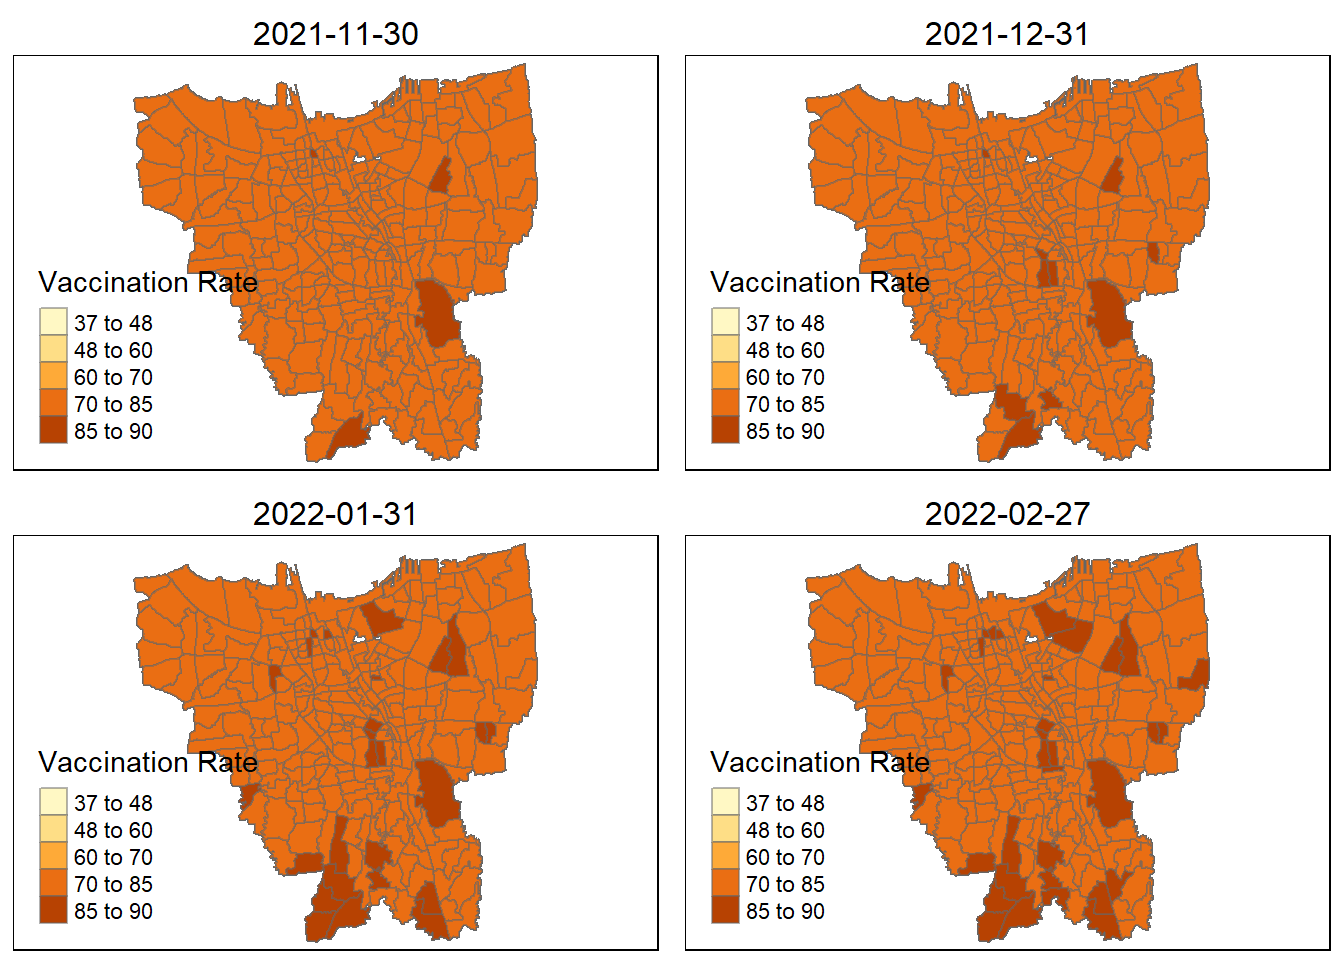 2021-11-30
Vaccination Rate
37 to 48
48 to 60
60 to 70
70 to 85
85 to 90
2021-12-31
Vaccination Rate
37 to 48
48 to 60
60 to 70
70 to 85
85 to 90
2022-01-31
Vaccination Rate
37 to 48
48 to 60
60 to 70
70 to 85
85 to 90
2022-02-27
Vaccination Rate
37 to 48
48 to 60
60 to 70
70 to 85
85 to 90